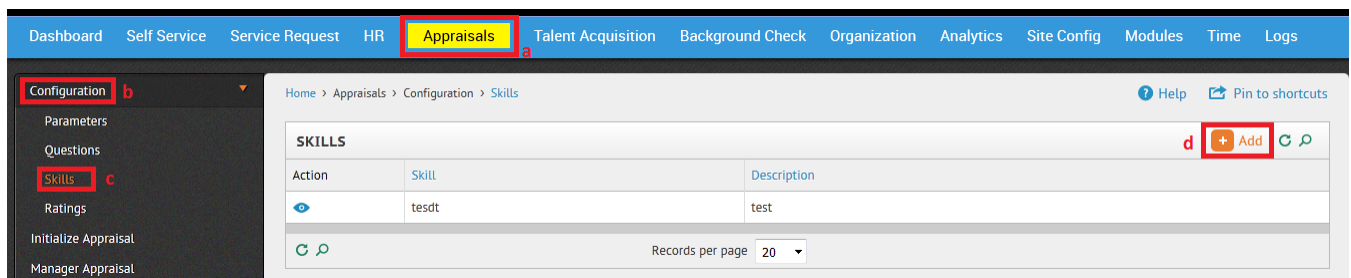 Dashboard Self Service Service Request HR Appraisals Talent Acquisition Background Check Organization Analytics Site Config Modules Time Logs
a
Configuration b
Parameters
Questions
Skills c
Ratings
Initialize Appraisal
Manager Appraisal
Home > Appraisals > Configuration > Skills
Help Pin to shortcuts
SKILLS d + Add
Action Skill Description
tesdt test
Records per page 20